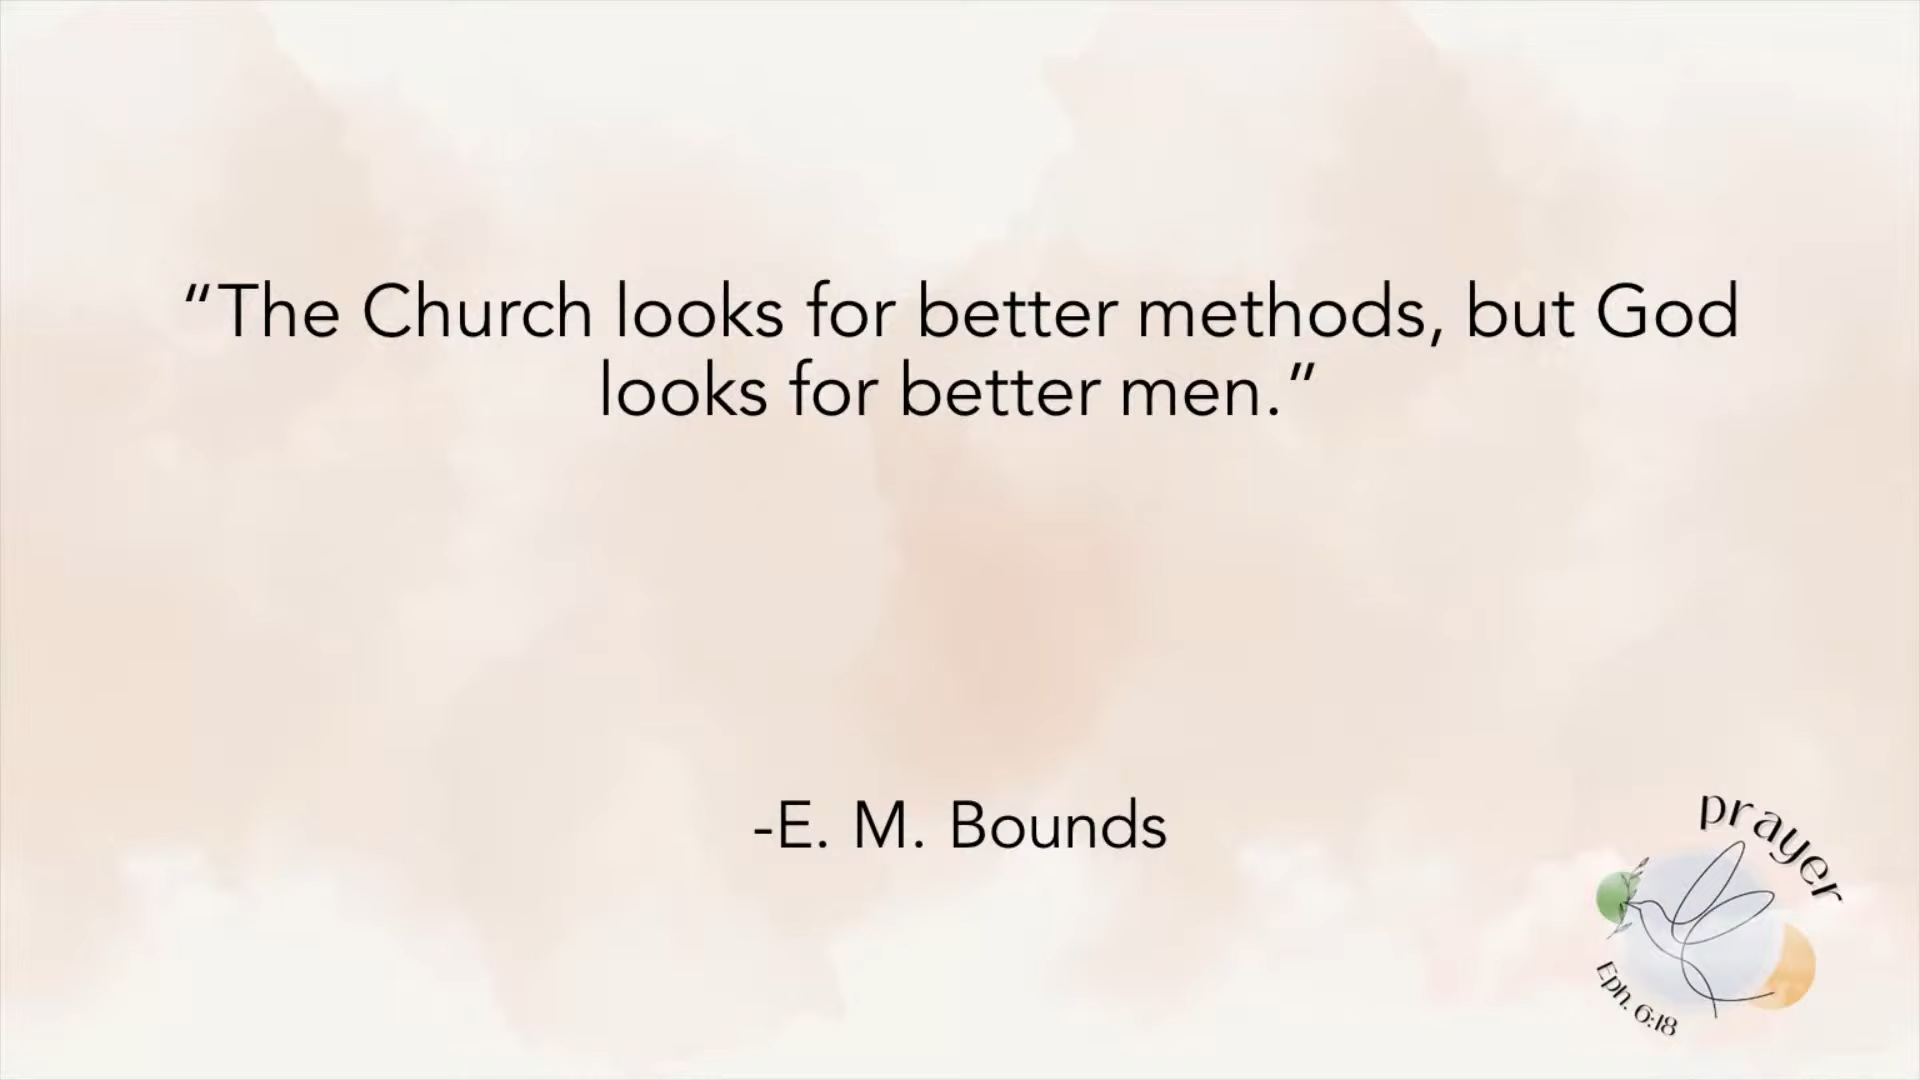 “The Church looks for better methods, but God
looks for better men.”
-E. M. Bounds
prayer
Eph. 6:18